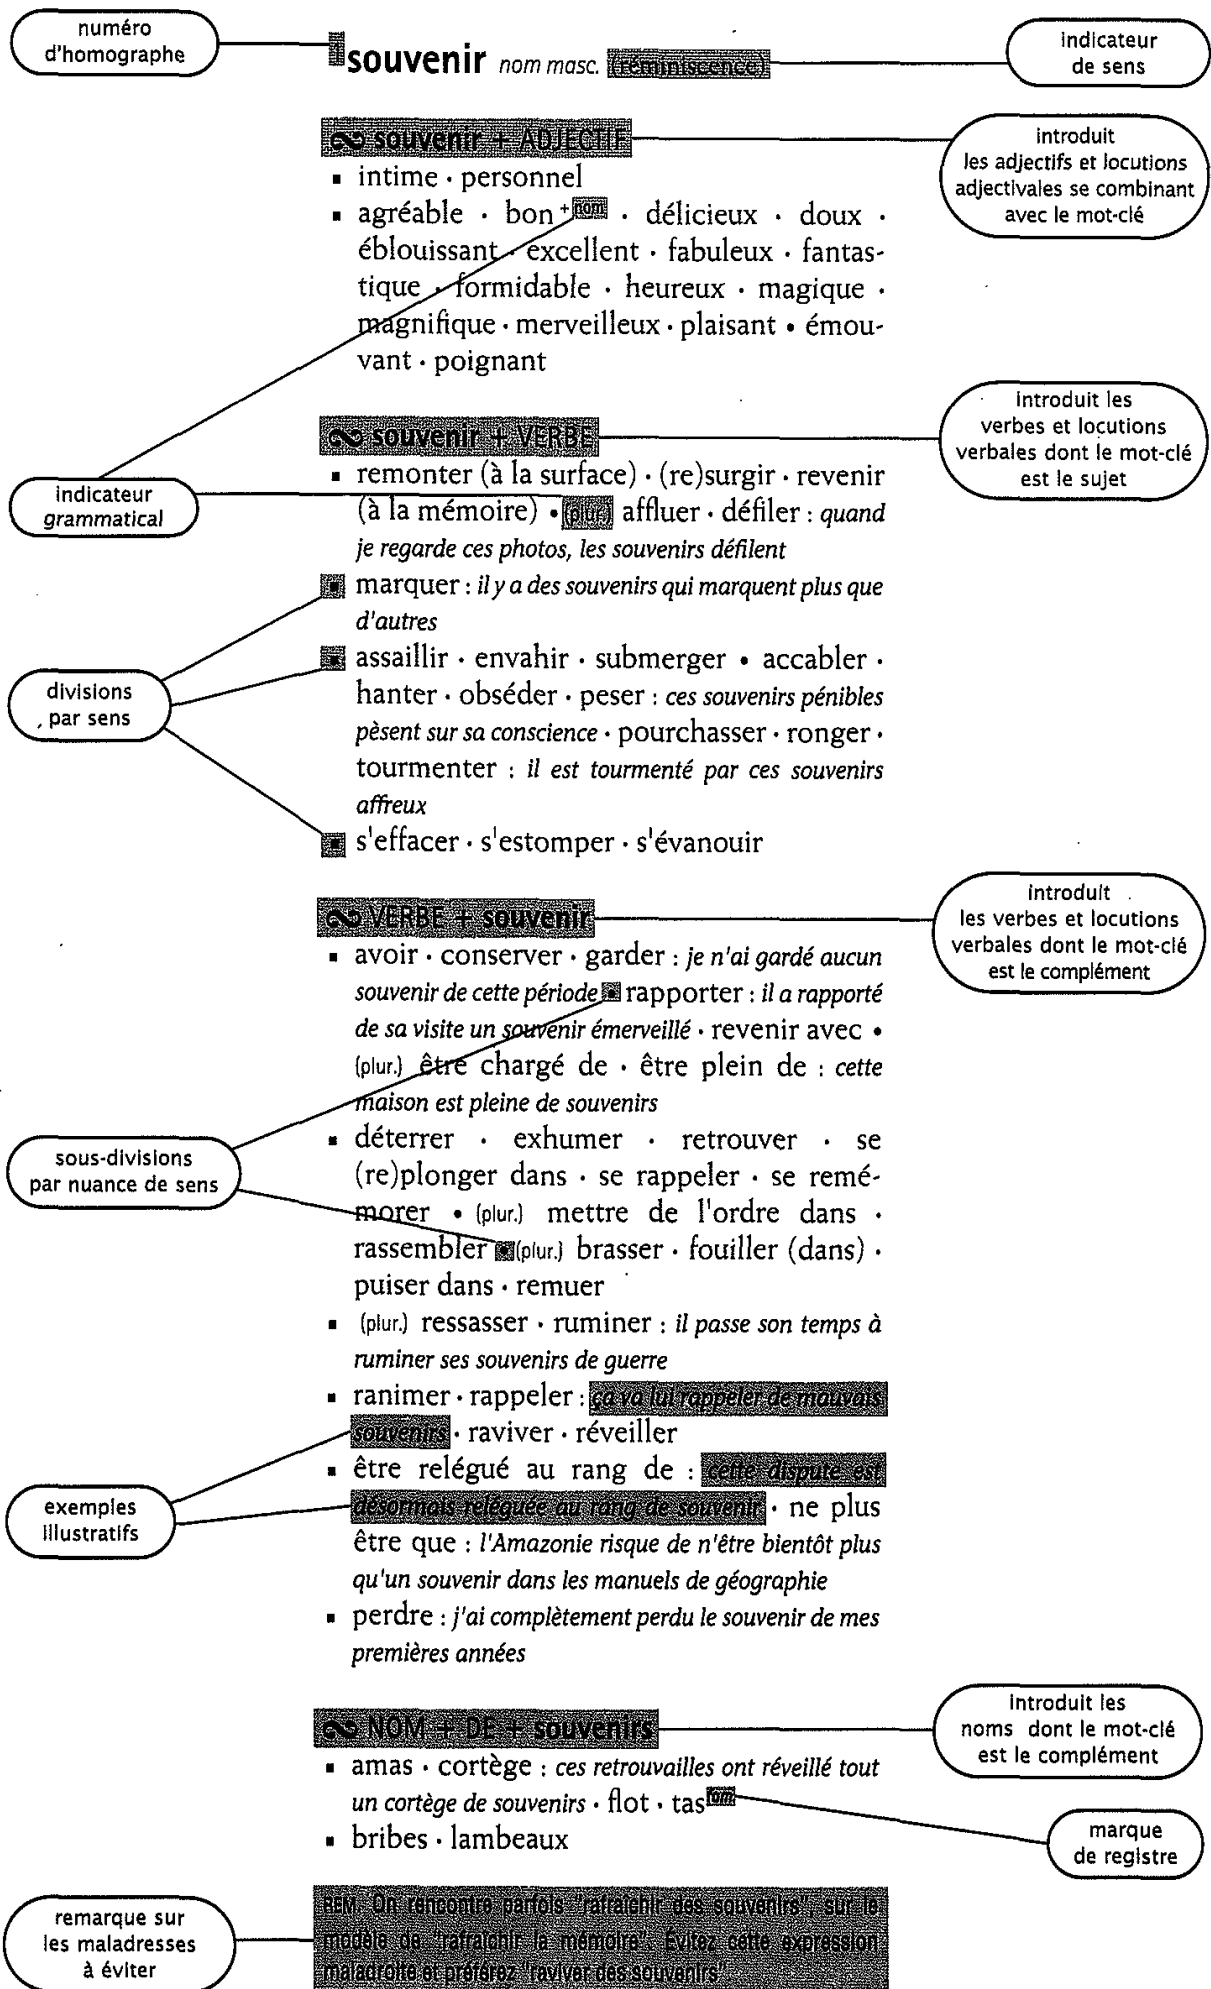 numéro
d'homographe
1souvenir nom masc. (réminiscence)
indicateur
de sens
∾ souvenir + ADJECTIF
introduit
les adjectifs et locutions
adjectivales se combinant
avec le mot-clé
▪ intime · personnel
▪ agréable · bon + nom · délicieux · doux ·
éblouissant · excellent · fabuleux · fantas-
tique · formidable · heureux · magique ·
magnifique · merveilleux · plaisant • émou-
vant · poignant
∾ souvenir + VERBE
introduit les
verbes et locutions
verbales dont le mot-clé
est le sujet
indicateur
grammatical
▪ remonter (à la surface) · (re)surgir · revenir
(à la mémoire) • (plur.) affluer · défiler : quand
je regarde ces photos, les souvenirs défilent
▪ marquer : il y a des souvenirs qui marquent plus que
d'autres
divisions
par sens
▪ assaillir · envahir · submerger • accabler ·
hanter · obséder · peser : ces souvenirs pénibles
pèsent sur sa conscience · pourchasser · ronger ·
tourmenter : il est tourmenté par ces souvenirs
affreux
▪ s'effacer · s'estomper · s'évanouir
∾ VERBE + souvenir
introduit
les verbes et locutions
verbales dont le mot-clé
est le complément
▪ avoir · conserver · garder : je n'ai gardé aucun
souvenir de cette période • rapporter : il a rapporté
de sa visite un souvenir émerveillé · revenir avec •
(plur.) être chargé de · être plein de : cette
maison est pleine de souvenirs
sous-divisions
par nuance de sens
▪ déterrer · exhumer · retrouver · se
(re)plonger dans · se rappeler · se remé-
morer • (plur.) mettre de l'ordre dans ·
rassembler • (plur.) brasser · fouiller (dans) ·
puiser dans · remuer
▪ (plur.) ressasser · ruminer : il passe son temps à
ruminer ses souvenirs de guerre
▪ ranimer · rappeler : ça va lui rappeler de mauvais
souvenirs · raviver · réveiller
exemples
illustratifs
▪ être relégué au rang de : cette dispute est
désormais reléguée au rang de souvenir · ne plus
être que : l'Amazonie risque de n'être bientôt plus
qu'un souvenir dans les manuels de géographie
▪ perdre : j'ai complètement perdu le souvenir de mes
premières années
∾ NOM + DE + souvenirs
introduit les
noms dont le mot-clé
est le complément
▪ amas · cortège : ces retrouvailles ont réveillé tout
un cortège de souvenirs · flot · tas fam
▪ bribes · lambeaux
marque
de registre
remarque sur
les maladresses
à éviter
REM. On rencontre parfois "rafraîchir des souvenirs", sur le
modèle de "rafraîchir la mémoire". Évitez cette expression
maladroite et préférez "raviver des souvenirs".